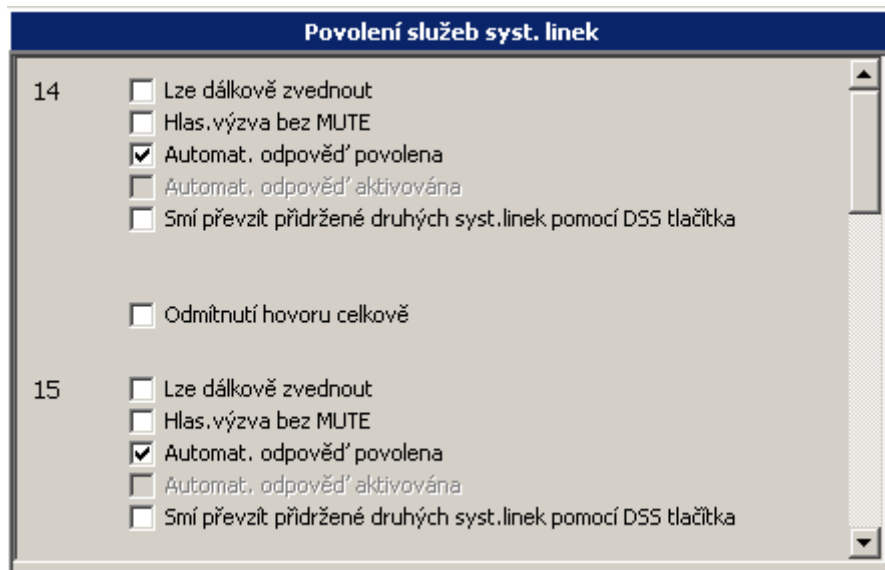 Povolení služeb syst. linek
14
Lze dálkově zvednout
Hlas.výzva bez MUTE
Automat. odpověď povolena
Automat. odpověď aktivována
Smí převzít přidržené druhých syst.linek pomocí DSS tlačítka
Odmítnutí hovoru celkově
15
Lze dálkově zvednout
Hlas.výzva bez MUTE
Automat. odpověď povolena
Automat. odpověď aktivována
Smí převzít přidržené druhých syst.linek pomocí DSS tlačítka